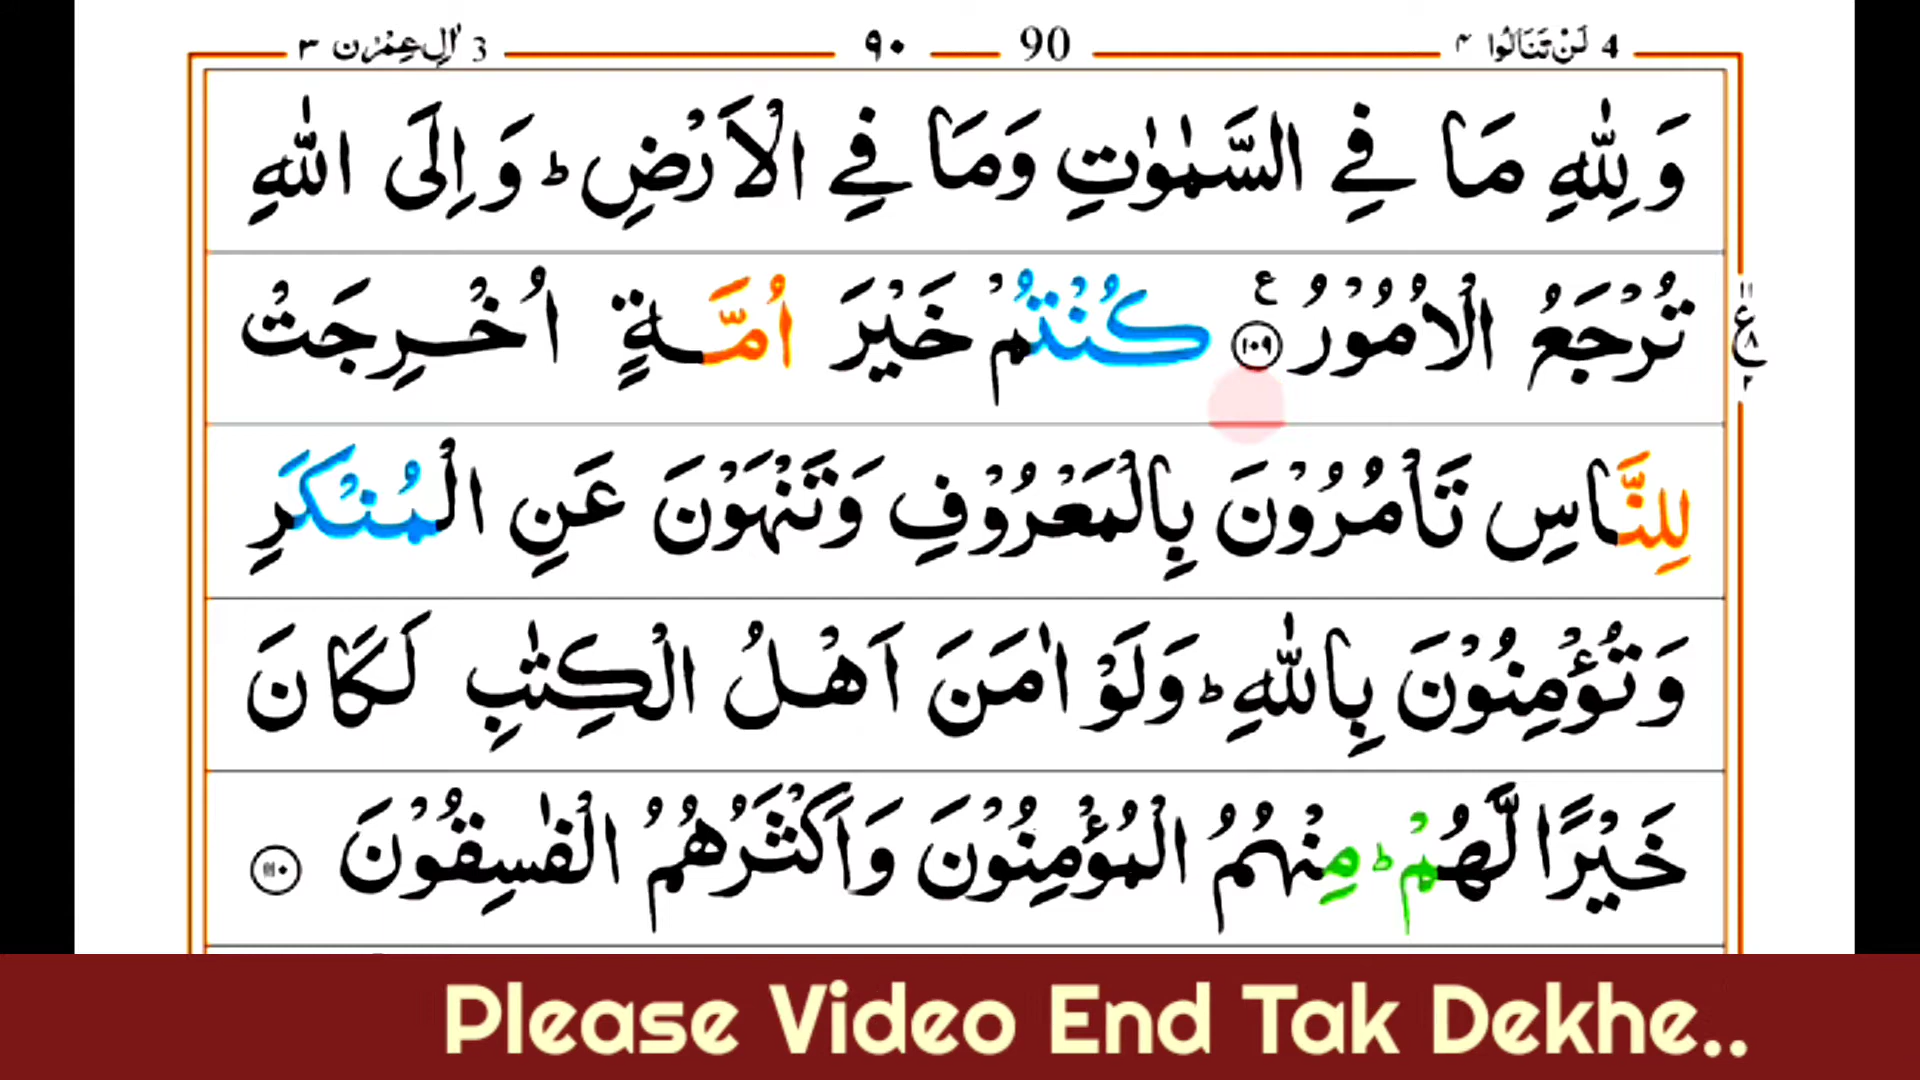 3 اٰلِ عِمْرٰن ٣ ٩٠ 90 لَنْ تَنَالُوا ٤ 4
وَلِلّٰهِ مَا فِي السَّمٰوٰتِ وَمَا فِي الْاَرْضِ ؕ وَ اِلَى اللّٰهِ
تُرْجَعُ الْاُمُوْرُ ۧ ١٠٩ كُنْتُمْ خَيْرَ اُمَّةٍ اُخْرِجَتْ
لِلنَّاسِ تَاْمُرُوْنَ بِالْمَعْرُوْفِ وَتَنْهَوْنَ عَنِ الْمُنْكَرِ
وَتُؤْمِنُوْنَ بِاللّٰهِ ؕ وَلَوْ اٰمَنَ اَهْلُ الْكِتٰبِ لَكَانَ
خَيْرًا لَّهُمْ ؕ مِنْهُمُ الْمُؤْمِنُوْنَ وَاَكْثَرُهُمُ الْفٰسِقُوْنَ ١١٠
Please Video End Tak Dekhe..